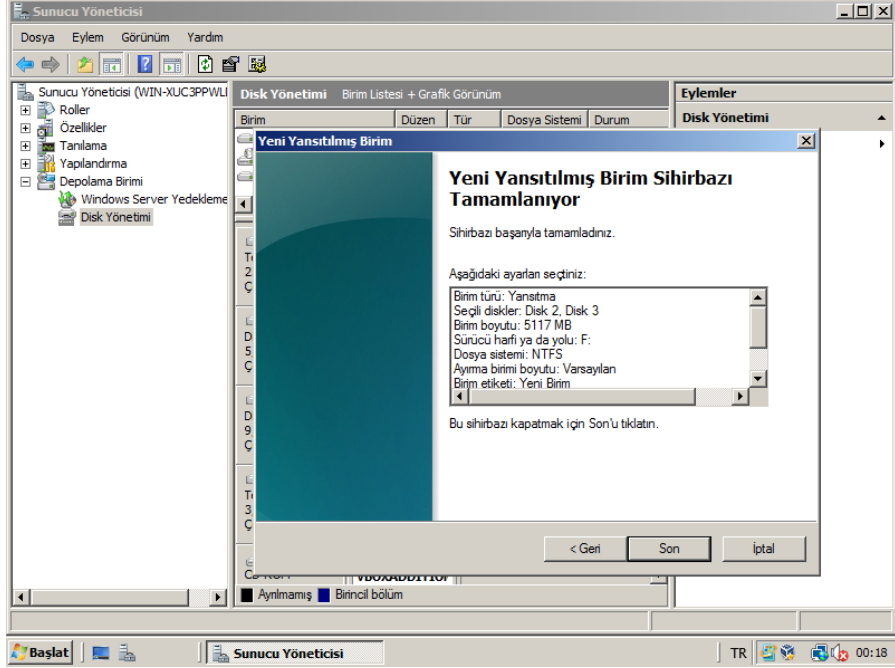 Sunucu Yöneticisi
Dosya Eylem Görünüm Yardım
Sunucu Yöneticisi (WIN-XUC3PPWLI
Roller
Özellikler
Tanılama
Yapılandırma
Depolama Birimi
Windows Server Yedekleme
Disk Yönetimi
Disk Yönetimi Birim Listesi + Grafik Görünüm
Birim Düzen Tür Dosya Sistemi Durum
Eylemler
Disk Yönetimi
Yeni Yansıtılmış Birim
Yeni Yansıtılmış Birim Sihirbazı
Tamamlanıyor
Sihirbazı başarıyla tamamladınız.
Aşağıdaki ayarları seçtiniz:
Birim türü: Yansıtma
Seçili diskler: Disk 2, Disk 3
Birim boyutu: 5117 MB
Sürücü harfi ya da yolu: F:
Dosya sistemi: NTFS
Ayırma birimi boyutu: Varsayılan
Birim etiketi: Yeni Birim
Bu sihirbazı kapatmak için Son'u tıklatın.
< Geri Son İptal
Ayrılmamış Birincil bölüm
Başlat Sunucu Yöneticisi TR 00:18